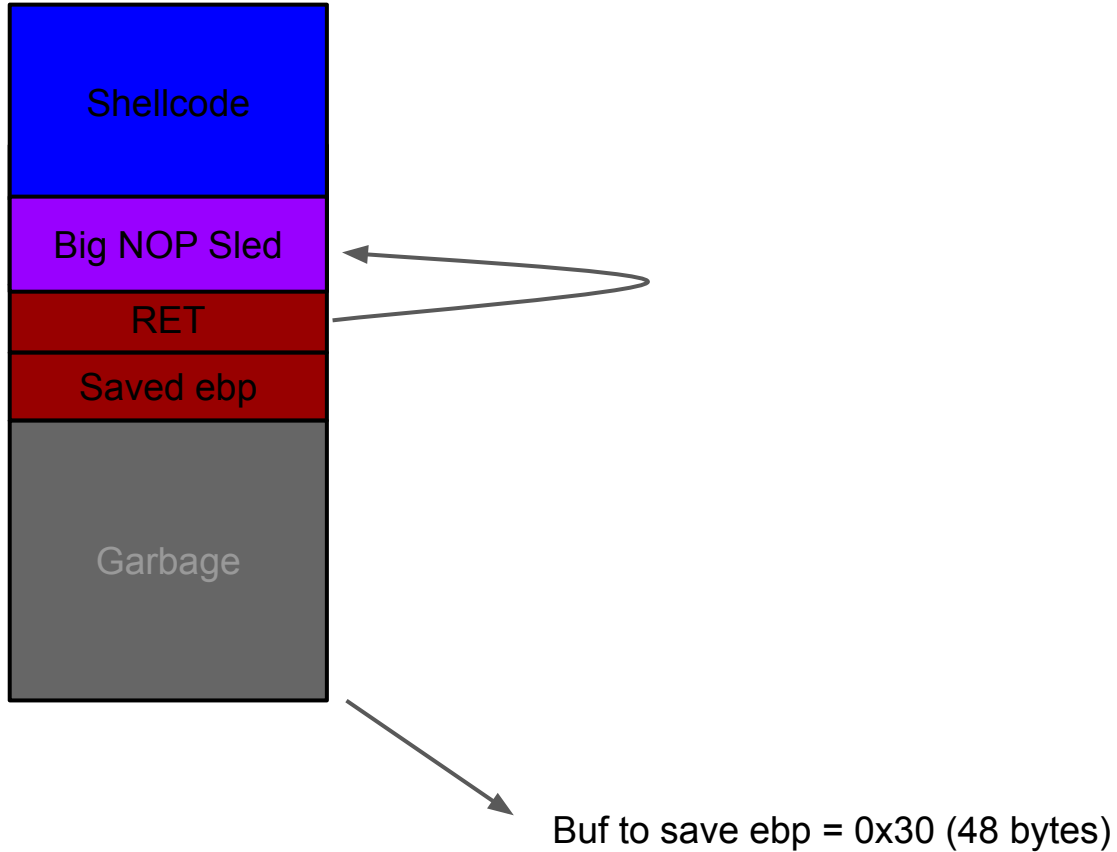 Shellcode
Big NOP Sled
RET
Saved ebp
Garbage
Buf to save ebp = 0x30 (48 bytes)